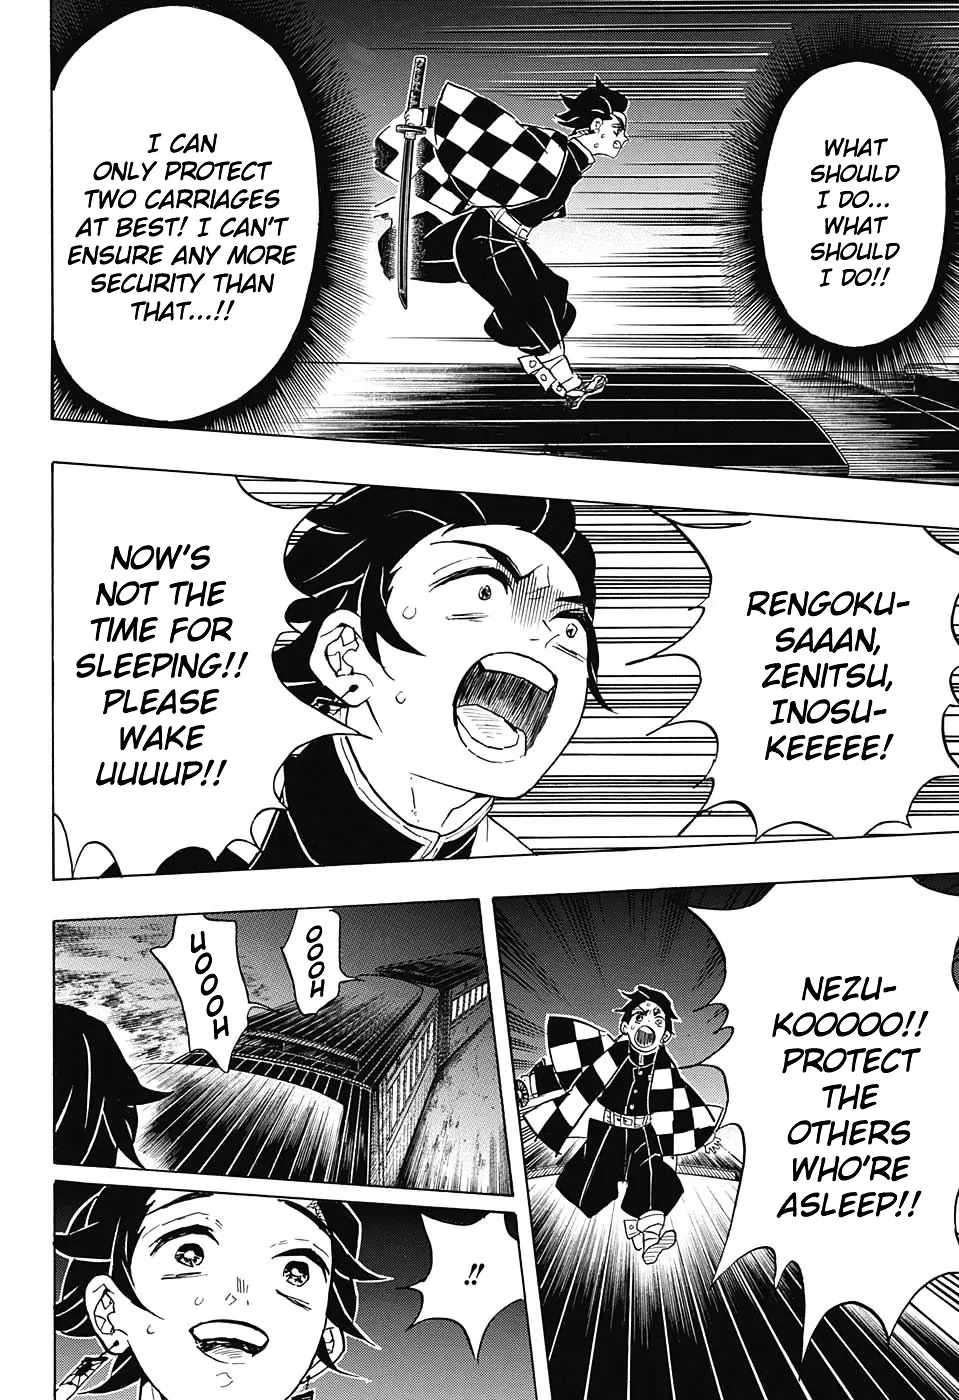 WHAT
SHOULD
I DO...
WHAT
SHOULD
I DO!!
I CAN
ONLY PROTECT
TWO CARRIAGES
AT BEST! I CAN'T
ENSURE ANY MORE
SECURITY THAN
THAT...!!
RENGOKU-
SAAAN,
ZENITSU,
INOSU-
KEEEEE!
NOW'S
NOT THE
TIME FOR
SLEEPING!!
PLEASE
WAKE
UUUUP!!
NEZU-
KOOOOO!!
PROTECT
THE
OTHERS
WHO'RE
ASLEEP!!
OOOH
UOOOH
!!